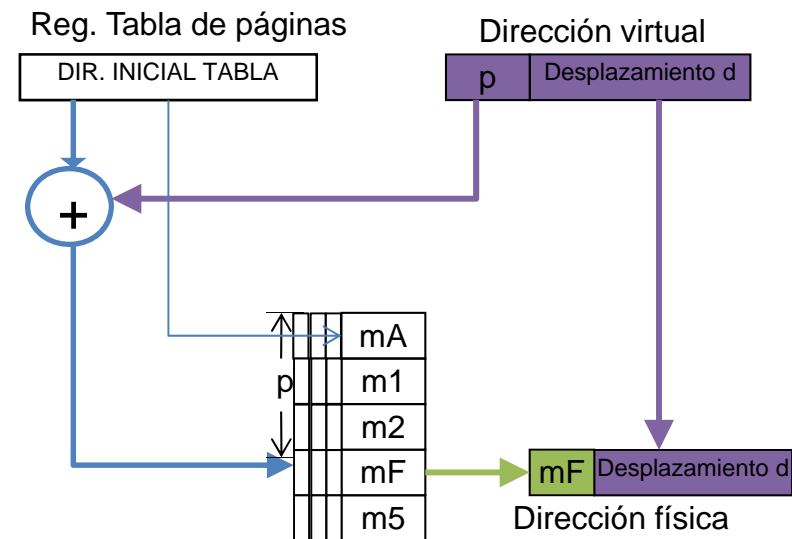 Reg. Tabla de páginas
Dirección virtual
DIR. INICIAL TABLA
p
Desplazamiento d
+
mA
p
m1
m2
mF
mF
Desplazamiento d
m5
Dirección física